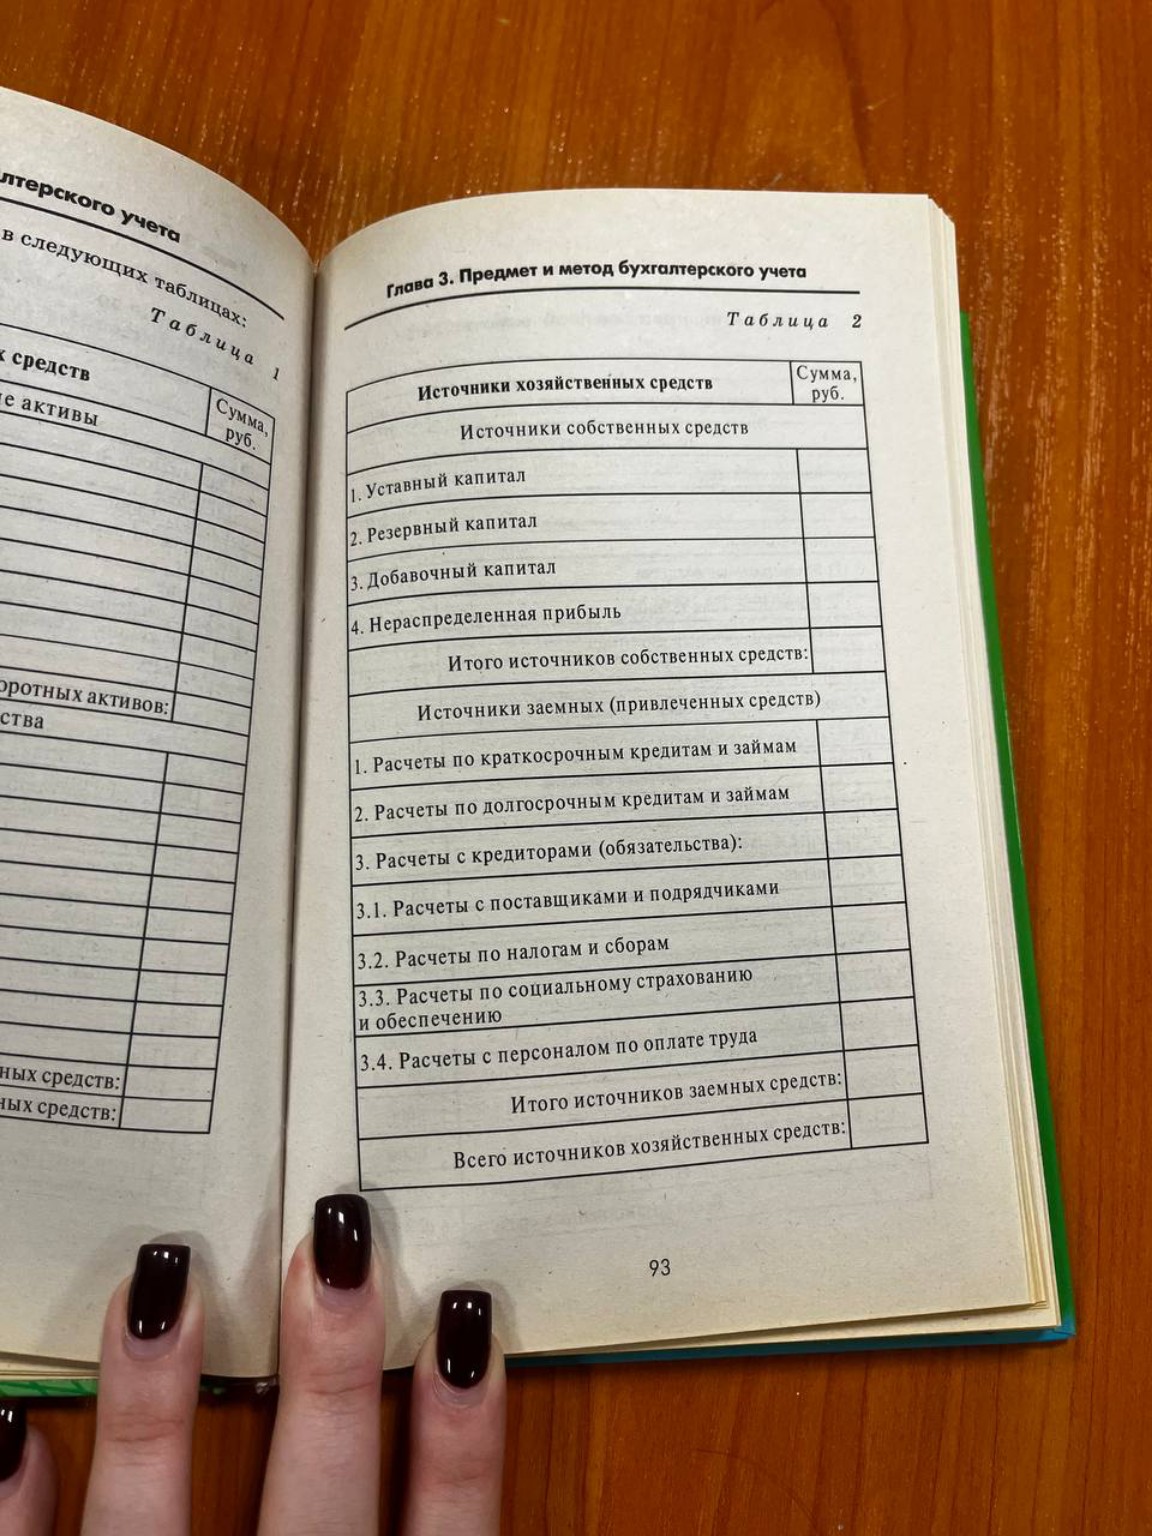 учета
в следующих таблицах:
Таблица 1
средств
Сумма,
руб.
активы
активов:
средств:
средств:
Глава 3. Предмет и метод бухгалтерского учета
Таблица 2
Источники хозяйственных средств
Сумма,
руб.
Источники собственных средств
1. Уставный капитал
2. Резервный капитал
3. Добавочный капитал
4. Нераспределенная прибыль
Итого источников собственных средств:
Источники заемных (привлеченных средств)
1. Расчеты по краткосрочным кредитам и займам
2. Расчеты по долгосрочным кредитам и займам
3. Расчеты с кредиторами (обязательства):
3.1. Расчеты с поставщиками и подрядчиками
3.2. Расчеты по налогам и сборам
3.3. Расчеты по социальному страхованию
и обеспечению
3.4. Расчеты с персоналом по оплате труда
Итого источников заемных средств:
Всего источников хозяйственных средств:
93